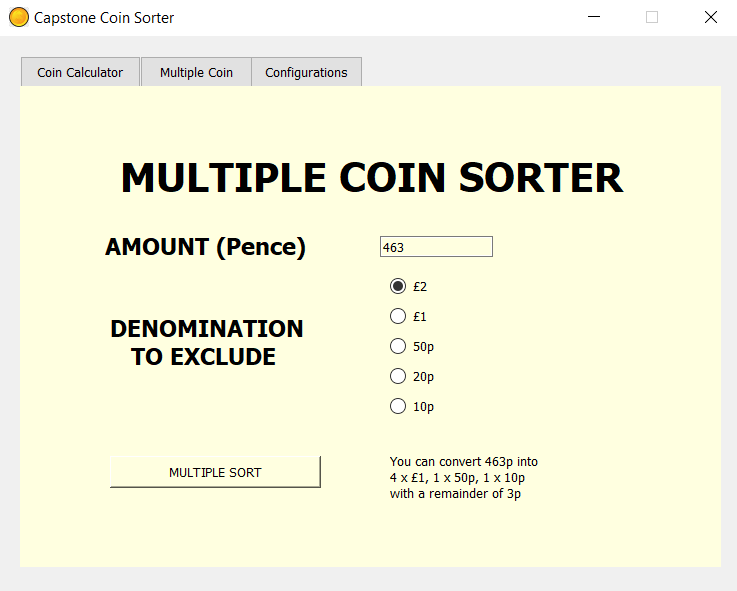 Capstone Coin Sorter
Coin Calculator
Multiple Coin
Configurations
MULTIPLE COIN SORTER
AMOUNT (Pence)
463
£2
£1
DENOMINATION
TO EXCLUDE
50p
20p
10p
MULTIPLE SORT
You can convert 463p into
4 x £1, 1 x 50p, 1 x 10p
with a remainder of 3p